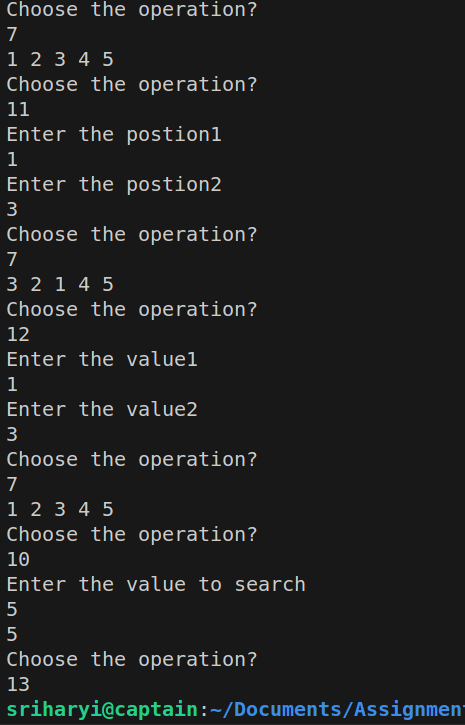 Choose the operation?
7
1 2 3 4 5
Choose the operation?
11
Enter the postion1
1
Enter the postion2
3
Choose the operation?
7
3 2 1 4 5
Choose the operation?
12
Enter the value1
1
Enter the value2
3
Choose the operation?
7
1 2 3 4 5
Choose the operation?
10
Enter the value to search
5
5
Choose the operation?
13
sriharyi@captain:~/Documents/Assignmen